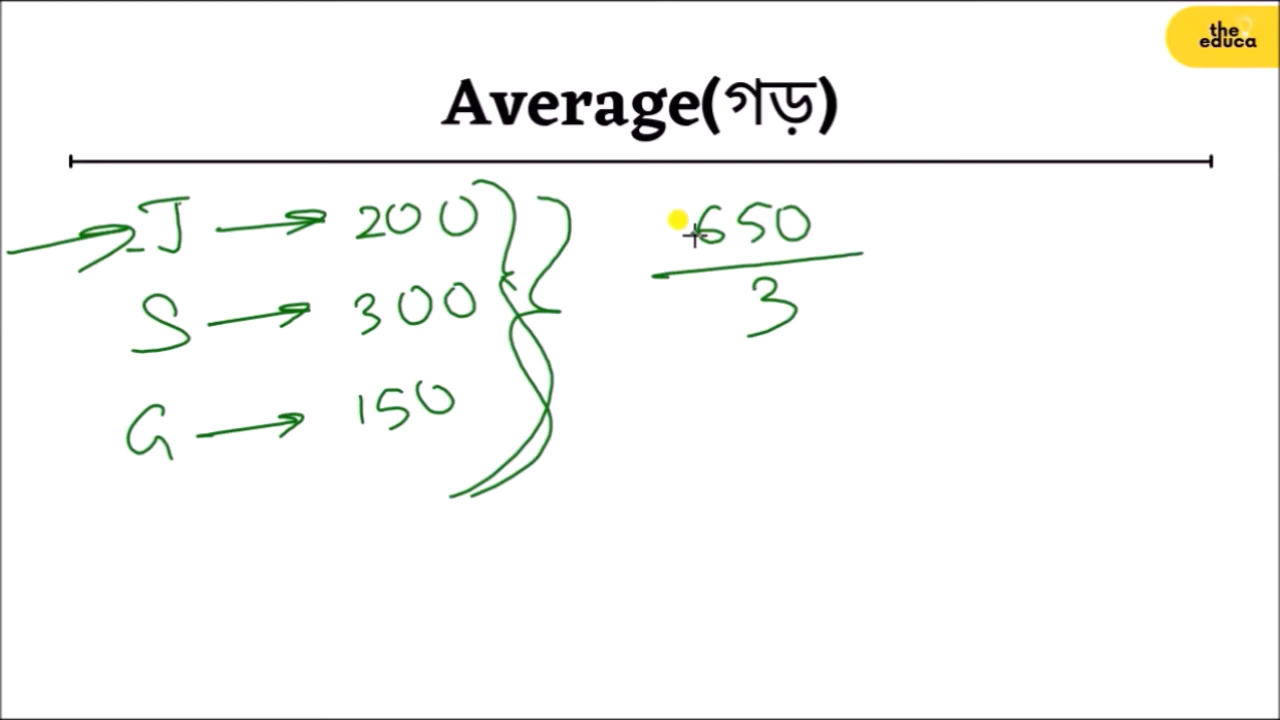 the
educa
Average(গড়)
J → 200
S → 300
G → 150
650
3